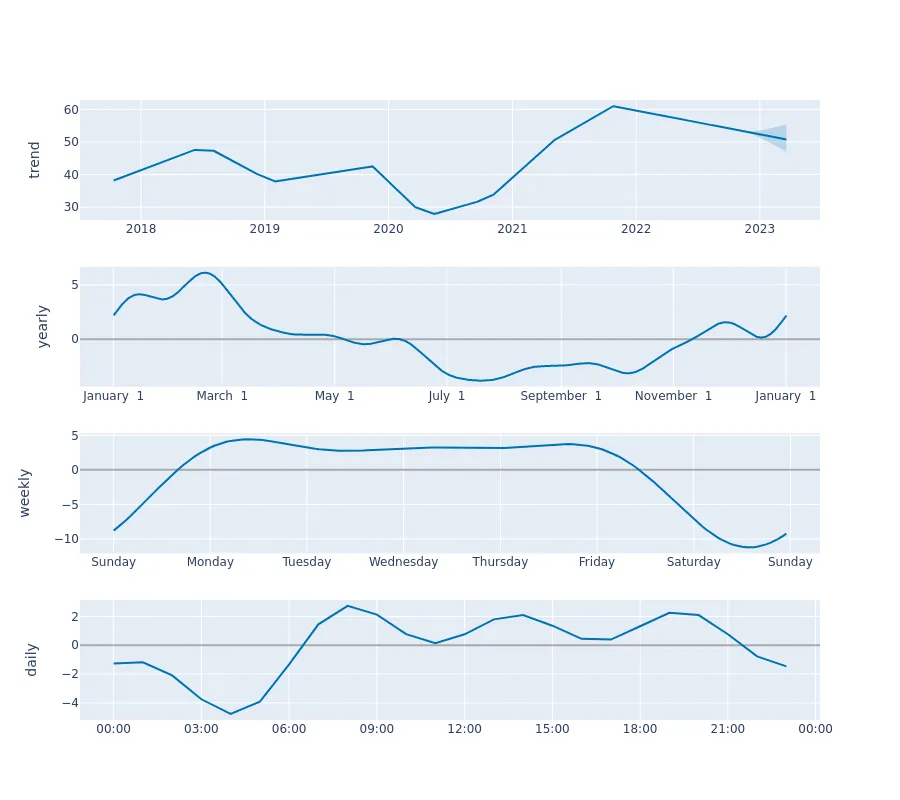 trend
60
50
40
30
2018 2019 2020 2021 2022 2023
yearly
5
0
January 1 March 1 May 1 July 1 September 1 November 1 January 1
weekly
5
0
−5
−10
Sunday Monday Tuesday Wednesday Thursday Friday Saturday Sunday
daily
2
0
−2
−4
00:00 03:00 06:00 09:00 12:00 15:00 18:00 21:00 00:00